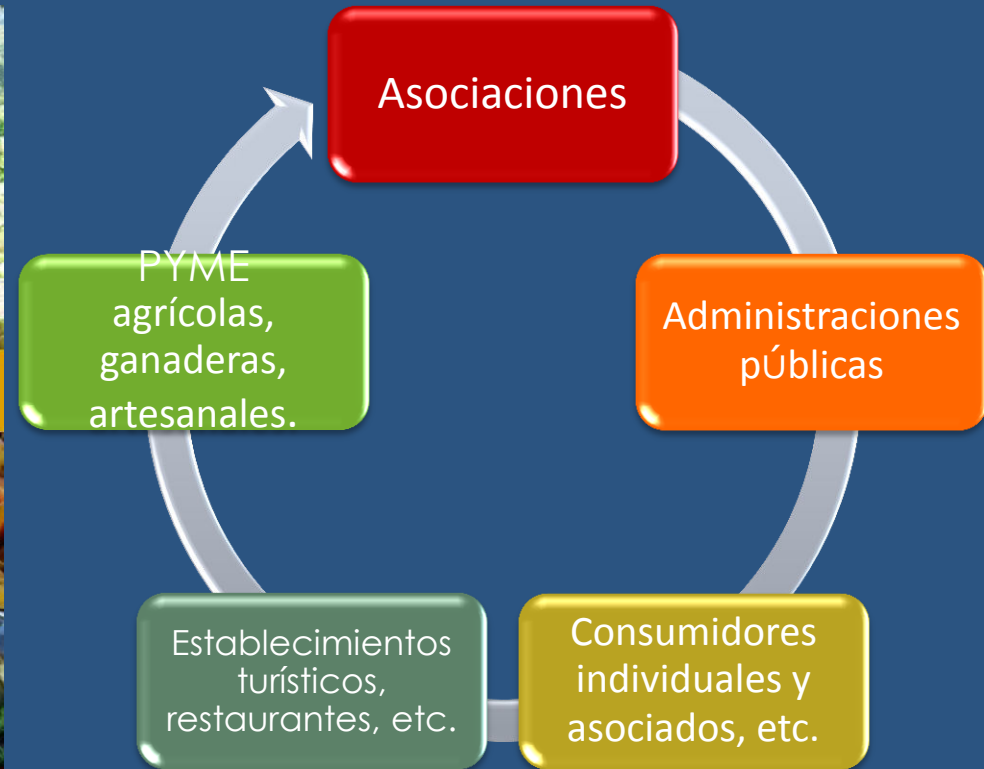 Asociaciones
Administraciones
pÚblicas
Consumidores
individuales y
asociados, etc.
Establecimientos
turísticos,
restaurantes, etc.
PYME
agrícolas,
ganaderas,
artesanales.